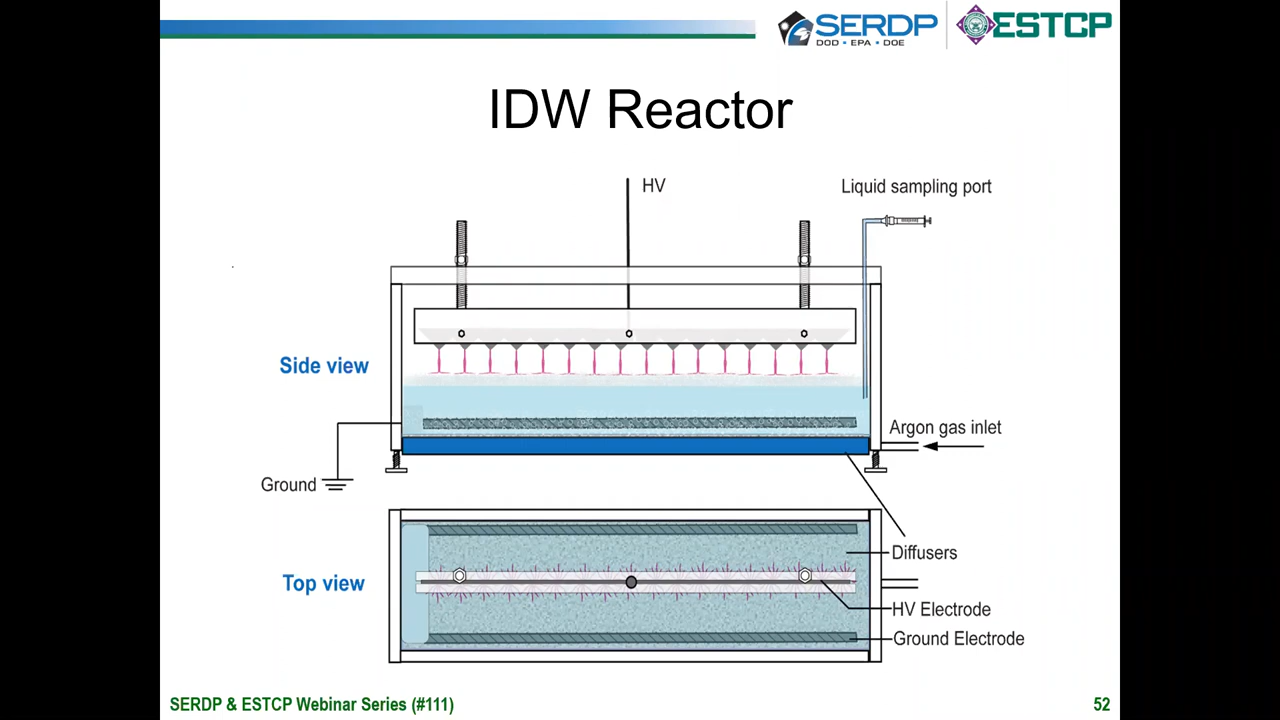 SERDP
DOD • EPA • DOE
ESTCP
IDW Reactor
HV
Liquid sampling port
Side view
Argon gas inlet
Ground
Diffusers
Top view
HV Electrode
Ground Electrode
SERDP & ESTCP Webinar Series (#111)
52